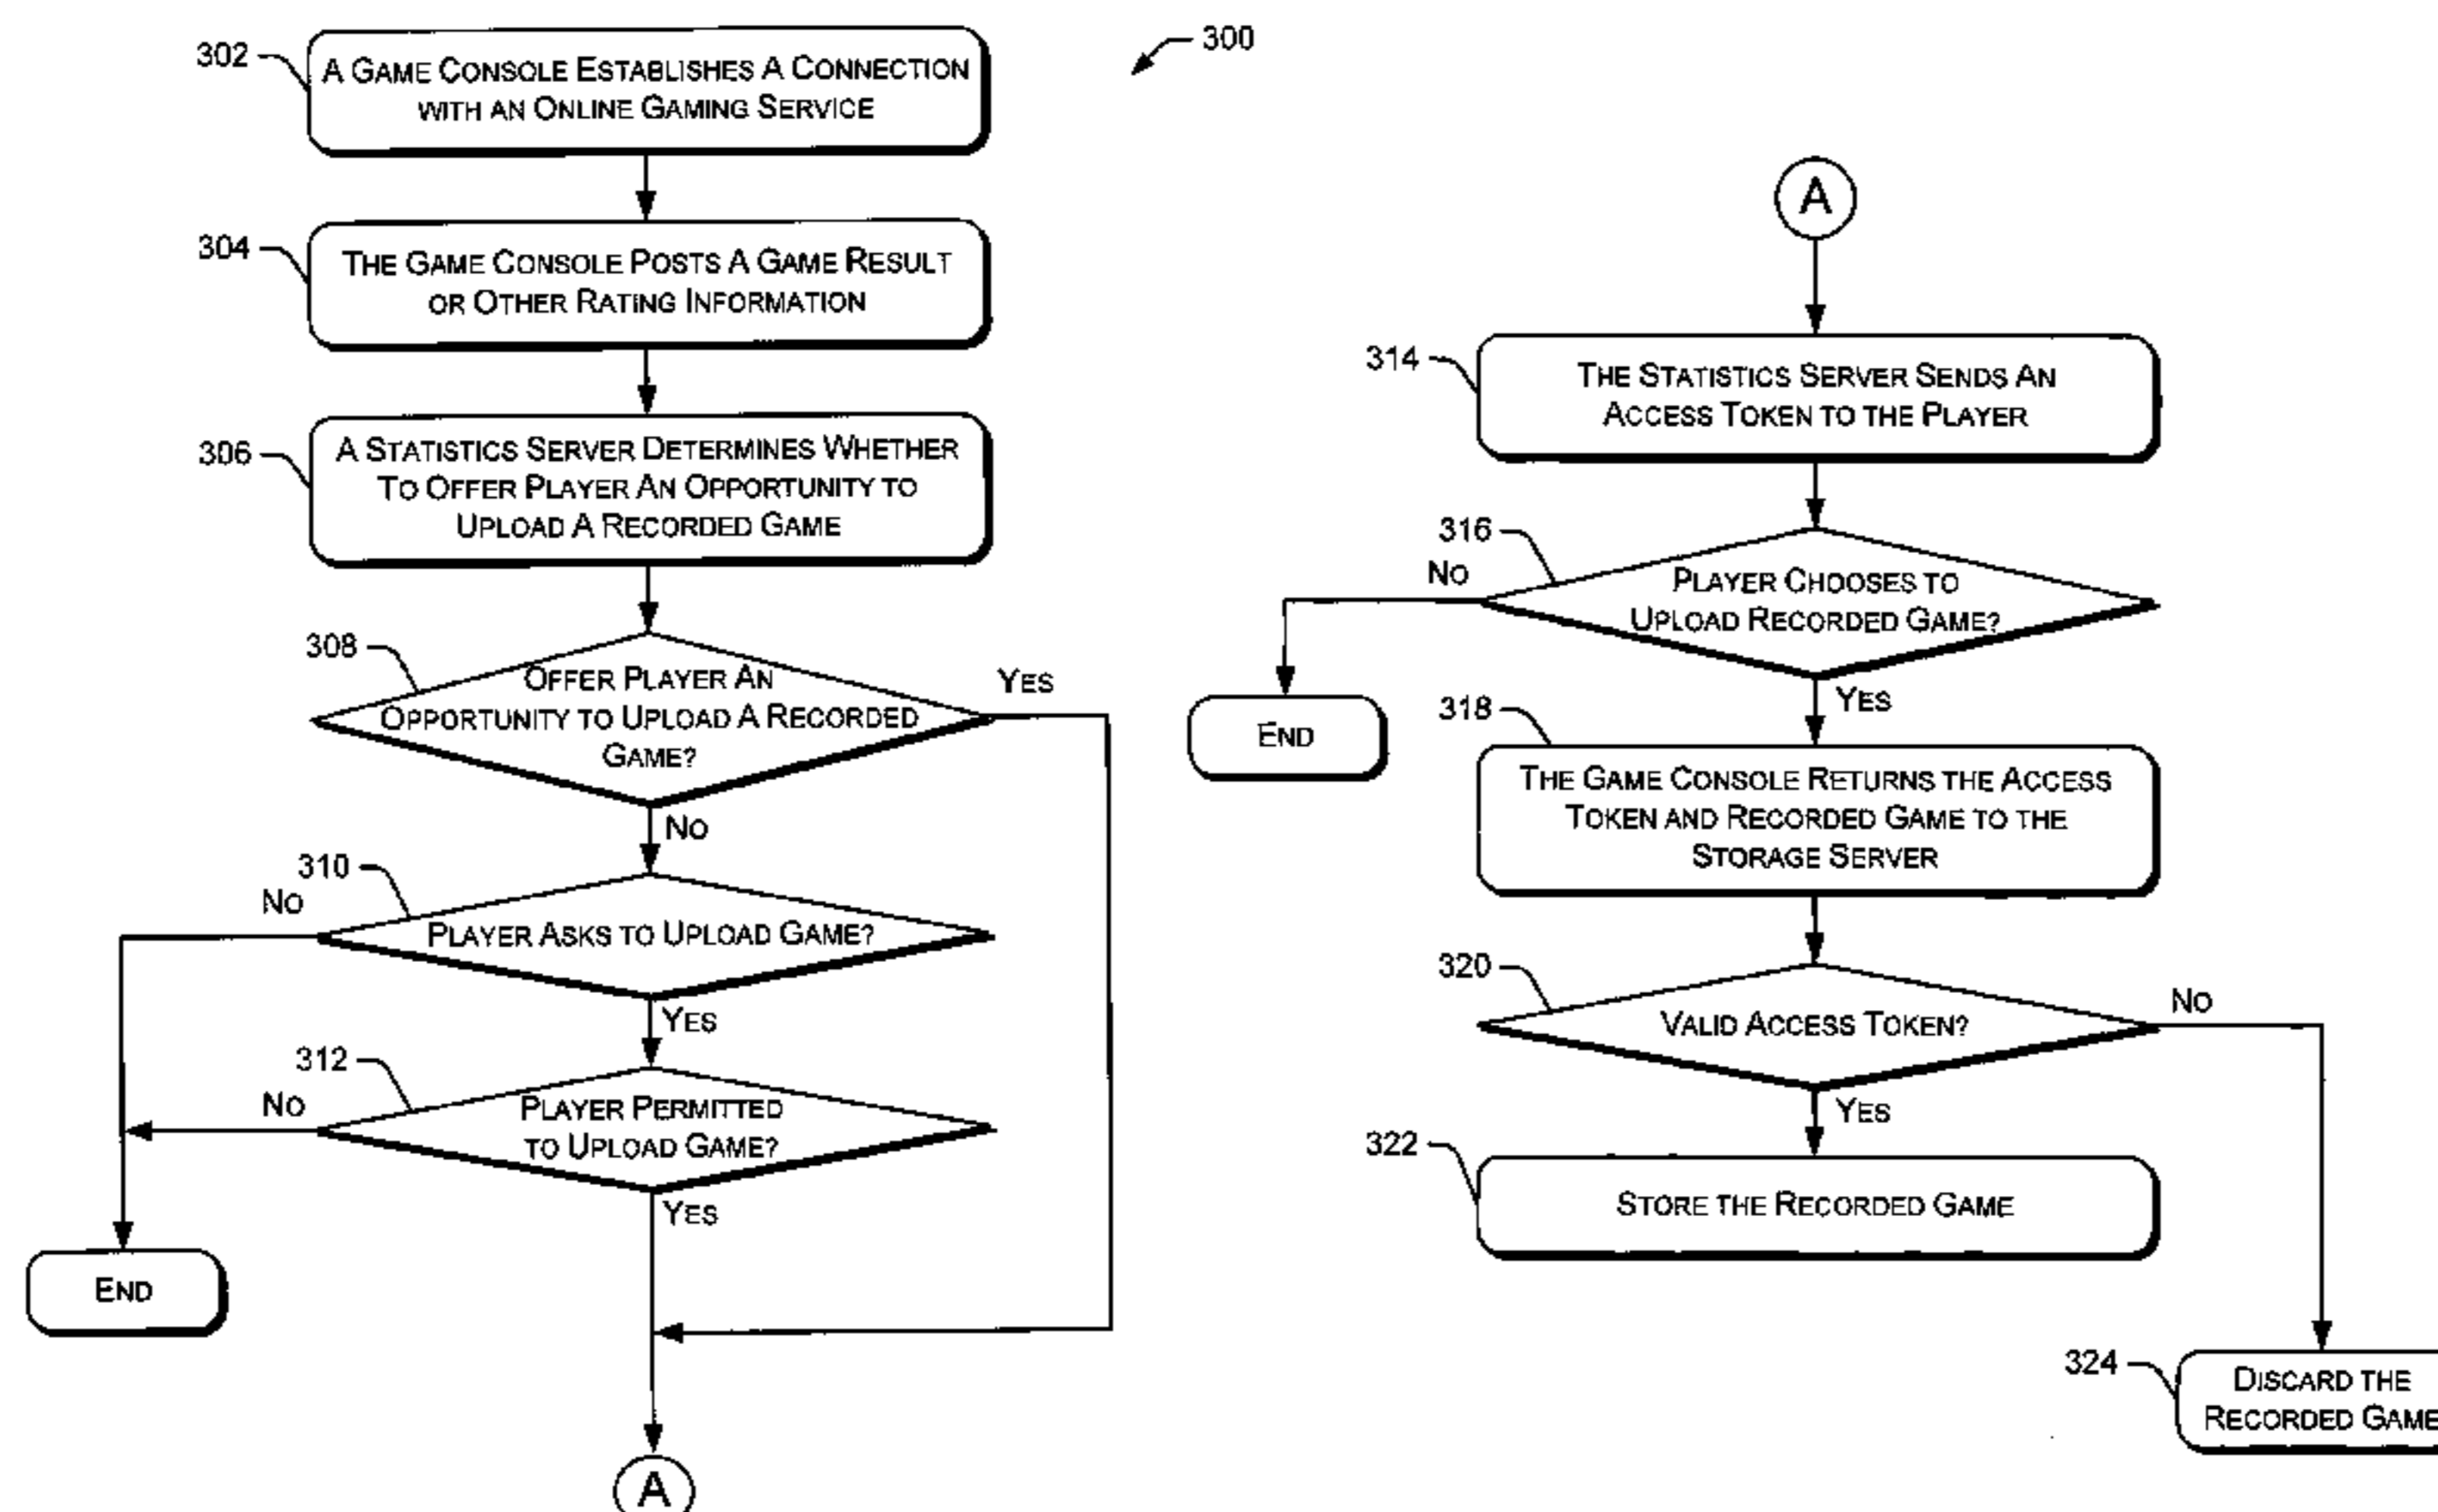 300
302
A GAME CONSOLE ESTABLISHES A CONNECTION
WITH AN ONLINE GAMING SERVICE
304
THE GAME CONSOLE POSTS A GAME RESULT
OR OTHER RATING INFORMATION
306
A STATISTICS SERVER DETERMINES WHETHER
TO OFFER PLAYER AN OPPORTUNITY TO
UPLOAD A RECORDED GAME
308
OFFER PLAYER AN
OPPORTUNITY TO UPLOAD A RECORDED
GAME?
YES
NO
310
NO
PLAYER ASKS TO UPLOAD GAME?
YES
312
NO
PLAYER PERMITTED
TO UPLOAD GAME?
YES
END
A
A
314
THE STATISTICS SERVER SENDS AN
ACCESS TOKEN TO THE PLAYER
316
NO
PLAYER CHOOSES TO
UPLOAD RECORDED GAME?
YES
END
318
THE GAME CONSOLE RETURNS THE ACCESS
TOKEN AND RECORDED GAME TO THE
STORAGE SERVER
320
VALID ACCESS TOKEN?
NO
YES
322
STORE THE RECORDED GAME
324
DISCARD THE
RECORDED GAME